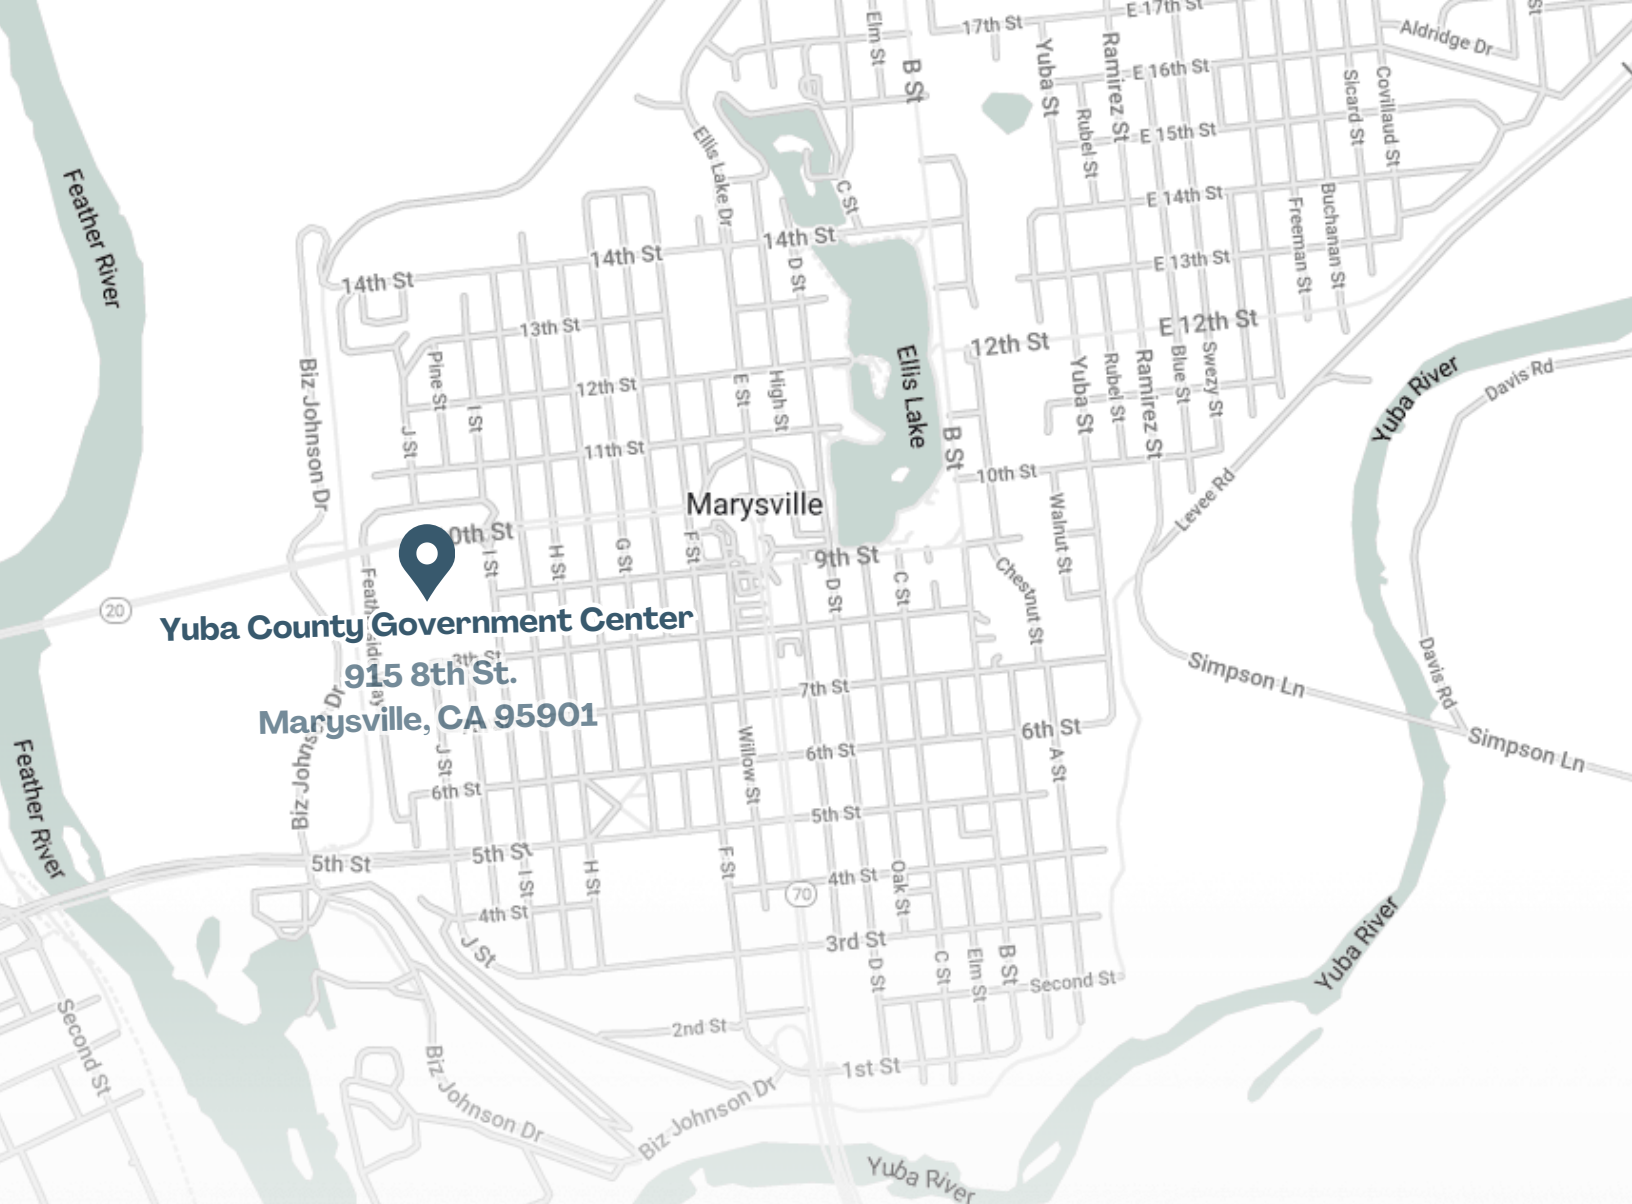 17th St
E 17th St
St
Aldridge Dr
Elm St
B St
Yuba St
Ramirez St
E 16th St
Sicard St
Covillaud St
Rubel St
E 15th St
Ellis Lake Dr
C St
E 14th St
Freeman St
Buchanan St
Feather River
14th St
14th St
14th St
D St
E 13th St
13th St
E 12th St
12th St
Ellis Lake
Biz Johnson Dr
Pine St
I St
J St
12th St
E St
High St
Yuba St
Rubel St
Ramirez St
Blue St
Swezy St
Yuba River
Davis Rd
11th St
B St
10th St
Levee Rd
Marysville
Walnut St
0th St
I St
H St
G St
F St
9th St
D St
C St
Chestnut St
20
Yuba County Government Center
915 8th St.
Marysville, CA 95901
7th St
Simpson Ln
Davis Rd
Simpson Ln
6th St
6th St
A St
Willow St
J St
Biz Johnson Dr
Feather River
6th St
5th St
5th St
5th St
I St
H St
F St
4th St
Oak St
70
4th St
J St
3rd St
D St
C St
Elm St
B St
Second St
Yuba River
Second St
2nd St
1st St
Biz Johnson Dr
Biz Johnson Dr
Yuba River